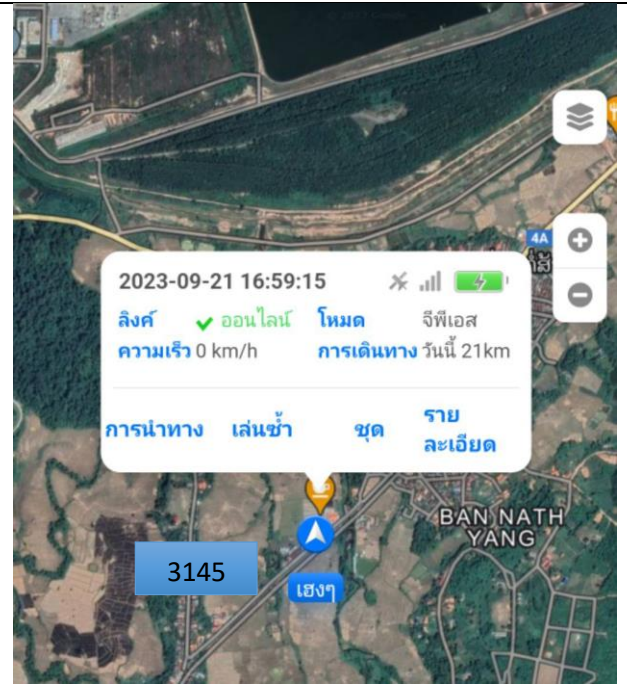 4A
2023-09-21 16:59:15
ลิงค์ ออนไลน์ โหมด จีพีเอส
ความเร็ว 0 km/h การเดินทาง วันนี้ 21km
การนำทาง เล่นซ้ำ ชุด ราย
ละเอียด
BAN NATH
YANG
3145
เฮงๆ